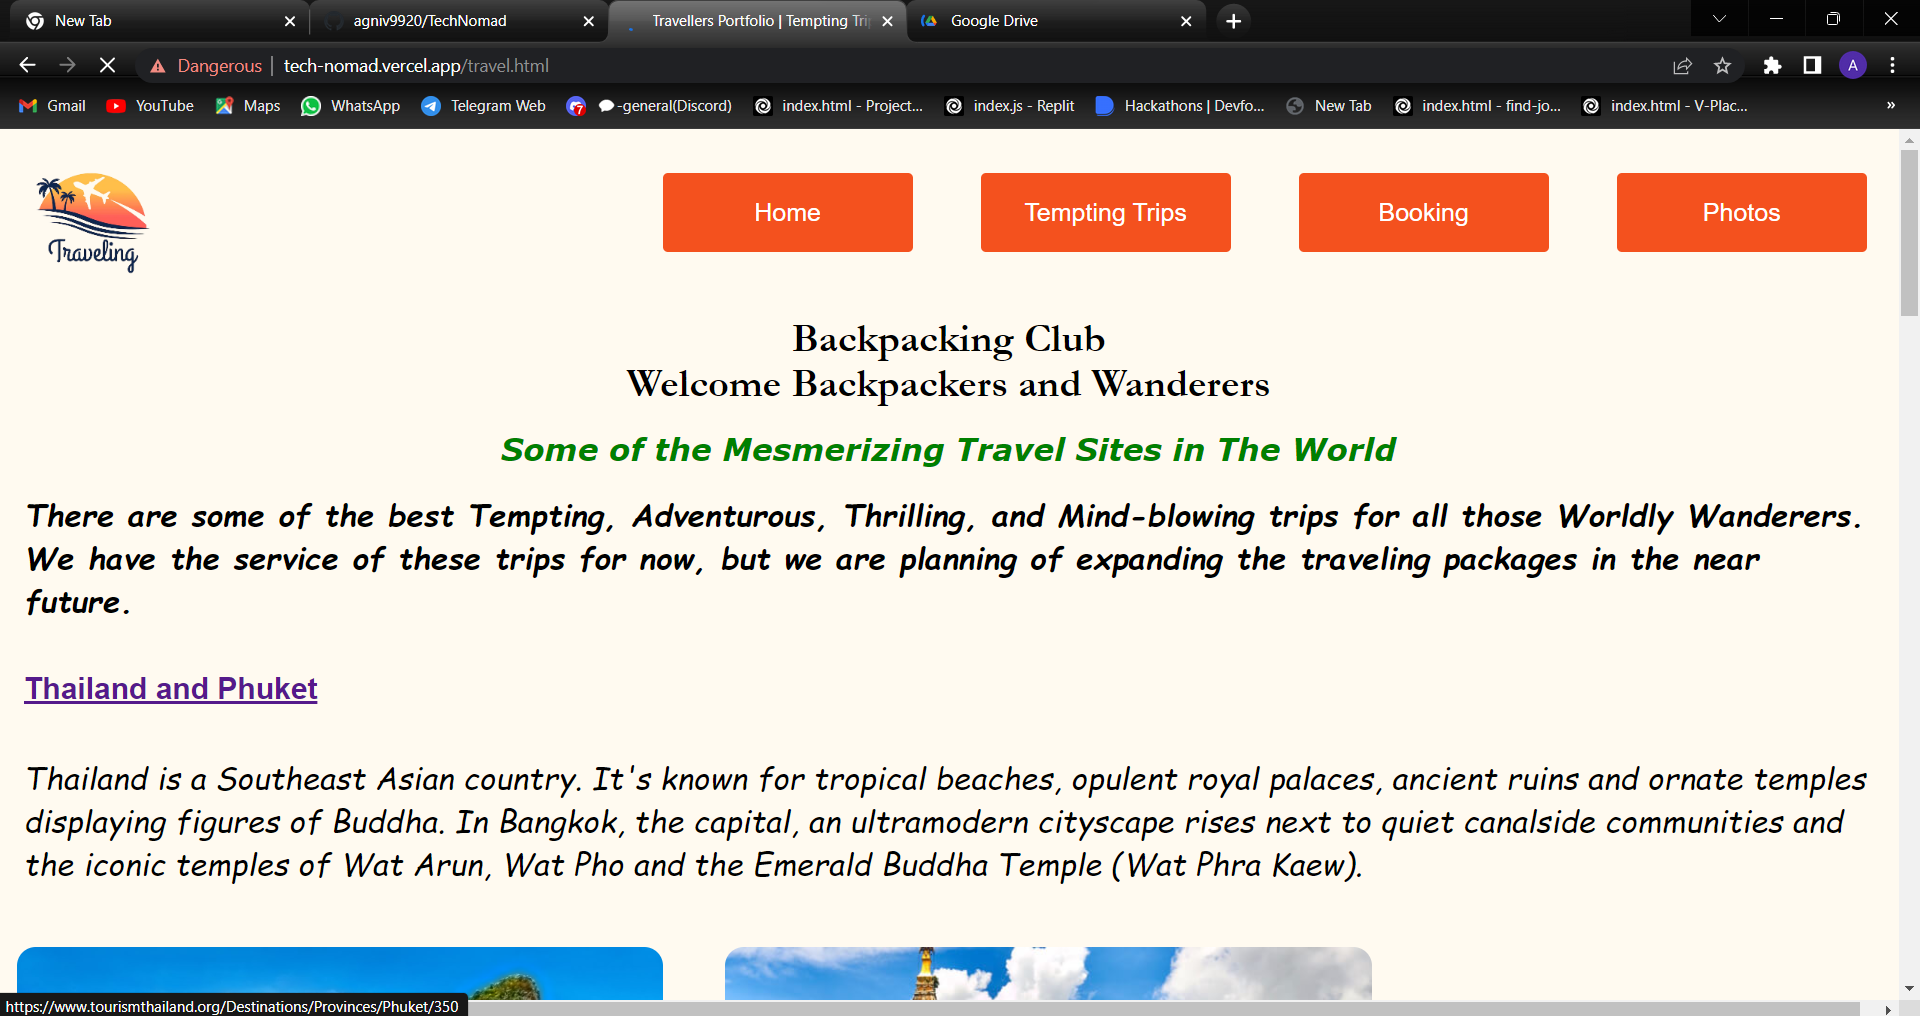 New Tab
agniv9920/TechNomad
Travellers Portfolio | Tempting Tri
Google Drive
Dangerous
tech-nomad.vercel.app/travel.html
A
Gmail
YouTube
Maps
WhatsApp
Telegram Web
7
-general(Discord)
index.html - Project...
index.js - Replit
Hackathons | Devfo...
New Tab
index.html - find-jo...
index.html - V-Plac...
»
Traveling
Home
Tempting Trips
Booking
Photos
Backpacking Club
Welcome Backpackers and Wanderers
Some of the Mesmerizing Travel Sites in The World
There are some of the best Tempting, Adventurous, Thrilling, and Mind-blowing trips for all those Worldly Wanderers.
We have the service of these trips for now, but we are planning of expanding the traveling packages in the near
future.
Thailand and Phuket
Thailand is a Southeast Asian country. It's known for tropical beaches, opulent royal palaces, ancient ruins and ornate temples
displaying figures of Buddha. In Bangkok, the capital, an ultramodern cityscape rises next to quiet canalside communities and
the iconic temples of Wat Arun, Wat Pho and the Emerald Buddha Temple (Wat Phra Kaew).
https://www.tourismthailand.org/Destinations/Provinces/Phuket/350